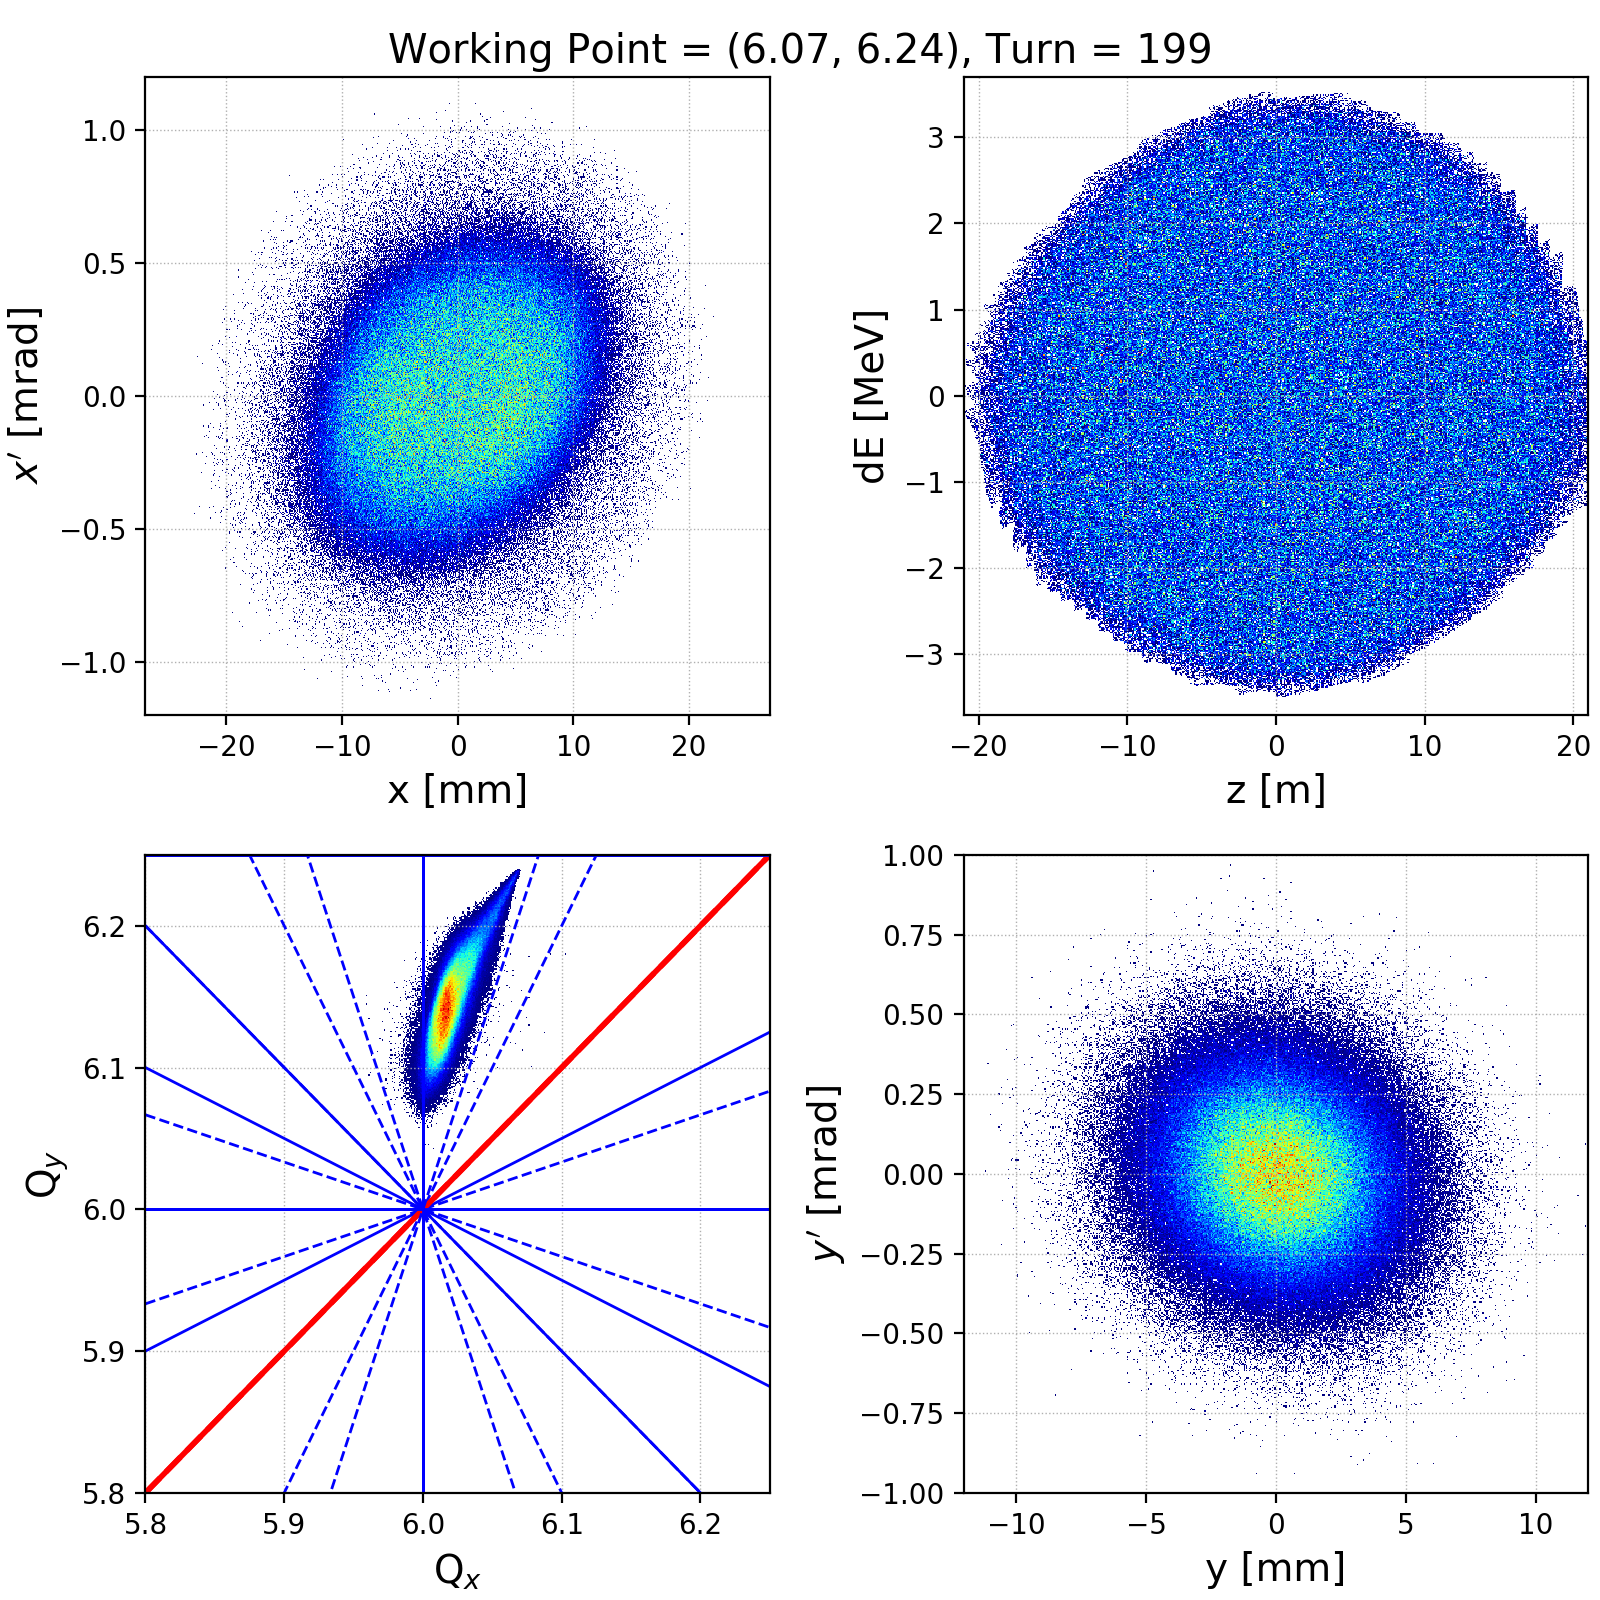 Working Point = (6.07, 6.24), Turn = 199
1.0
0.5
0.0
−0.5
−1.0
x′ [mrad]
−20 −10 0 10 20
x [mm]
3
2
1
0
−1
−2
−3
dE [MeV]
−20 −10 0 10 20
z [m]
6.2
6.1
6.0
5.9
5.8
Qy
5.8 5.9 6.0 6.1 6.2
Qx
1.00
0.75
0.50
0.25
0.00
−0.25
−0.50
−0.75
−1.00
y′ [mrad]
−10 −5 0 5 10
y [mm]